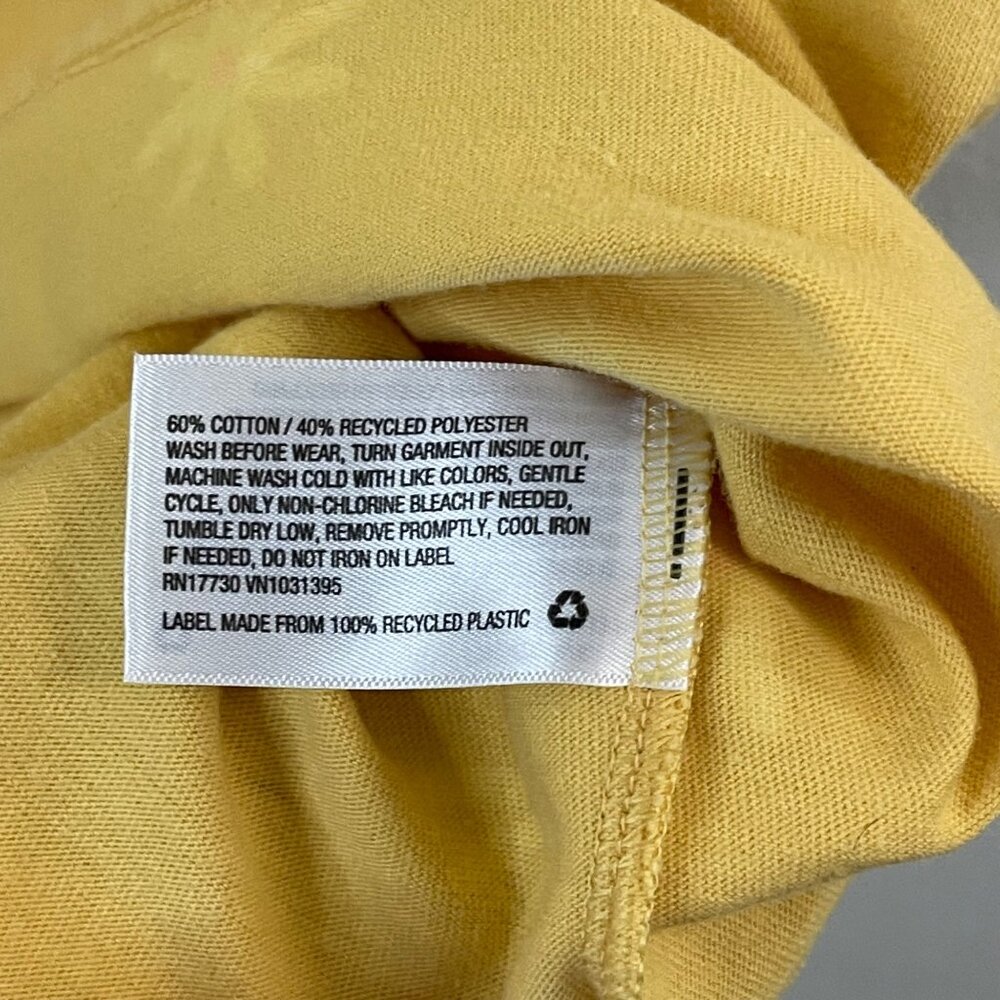 60% COTTON / 40% RECYCLED POLYESTER
WASH BEFORE WEAR, TURN GARMENT INSIDE OUT,
MACHINE WASH COLD WITH LIKE COLORS, GENTLE
CYCLE, ONLY NON-CHLORINE BLEACH IF NEEDED,
TUMBLE DRY LOW, REMOVE PROMPTLY, COOL IRON
IF NEEDED, DO NOT IRON ON LABEL
RN17730 VN1031395
LABEL MADE FROM 100% RECYCLED PLASTIC